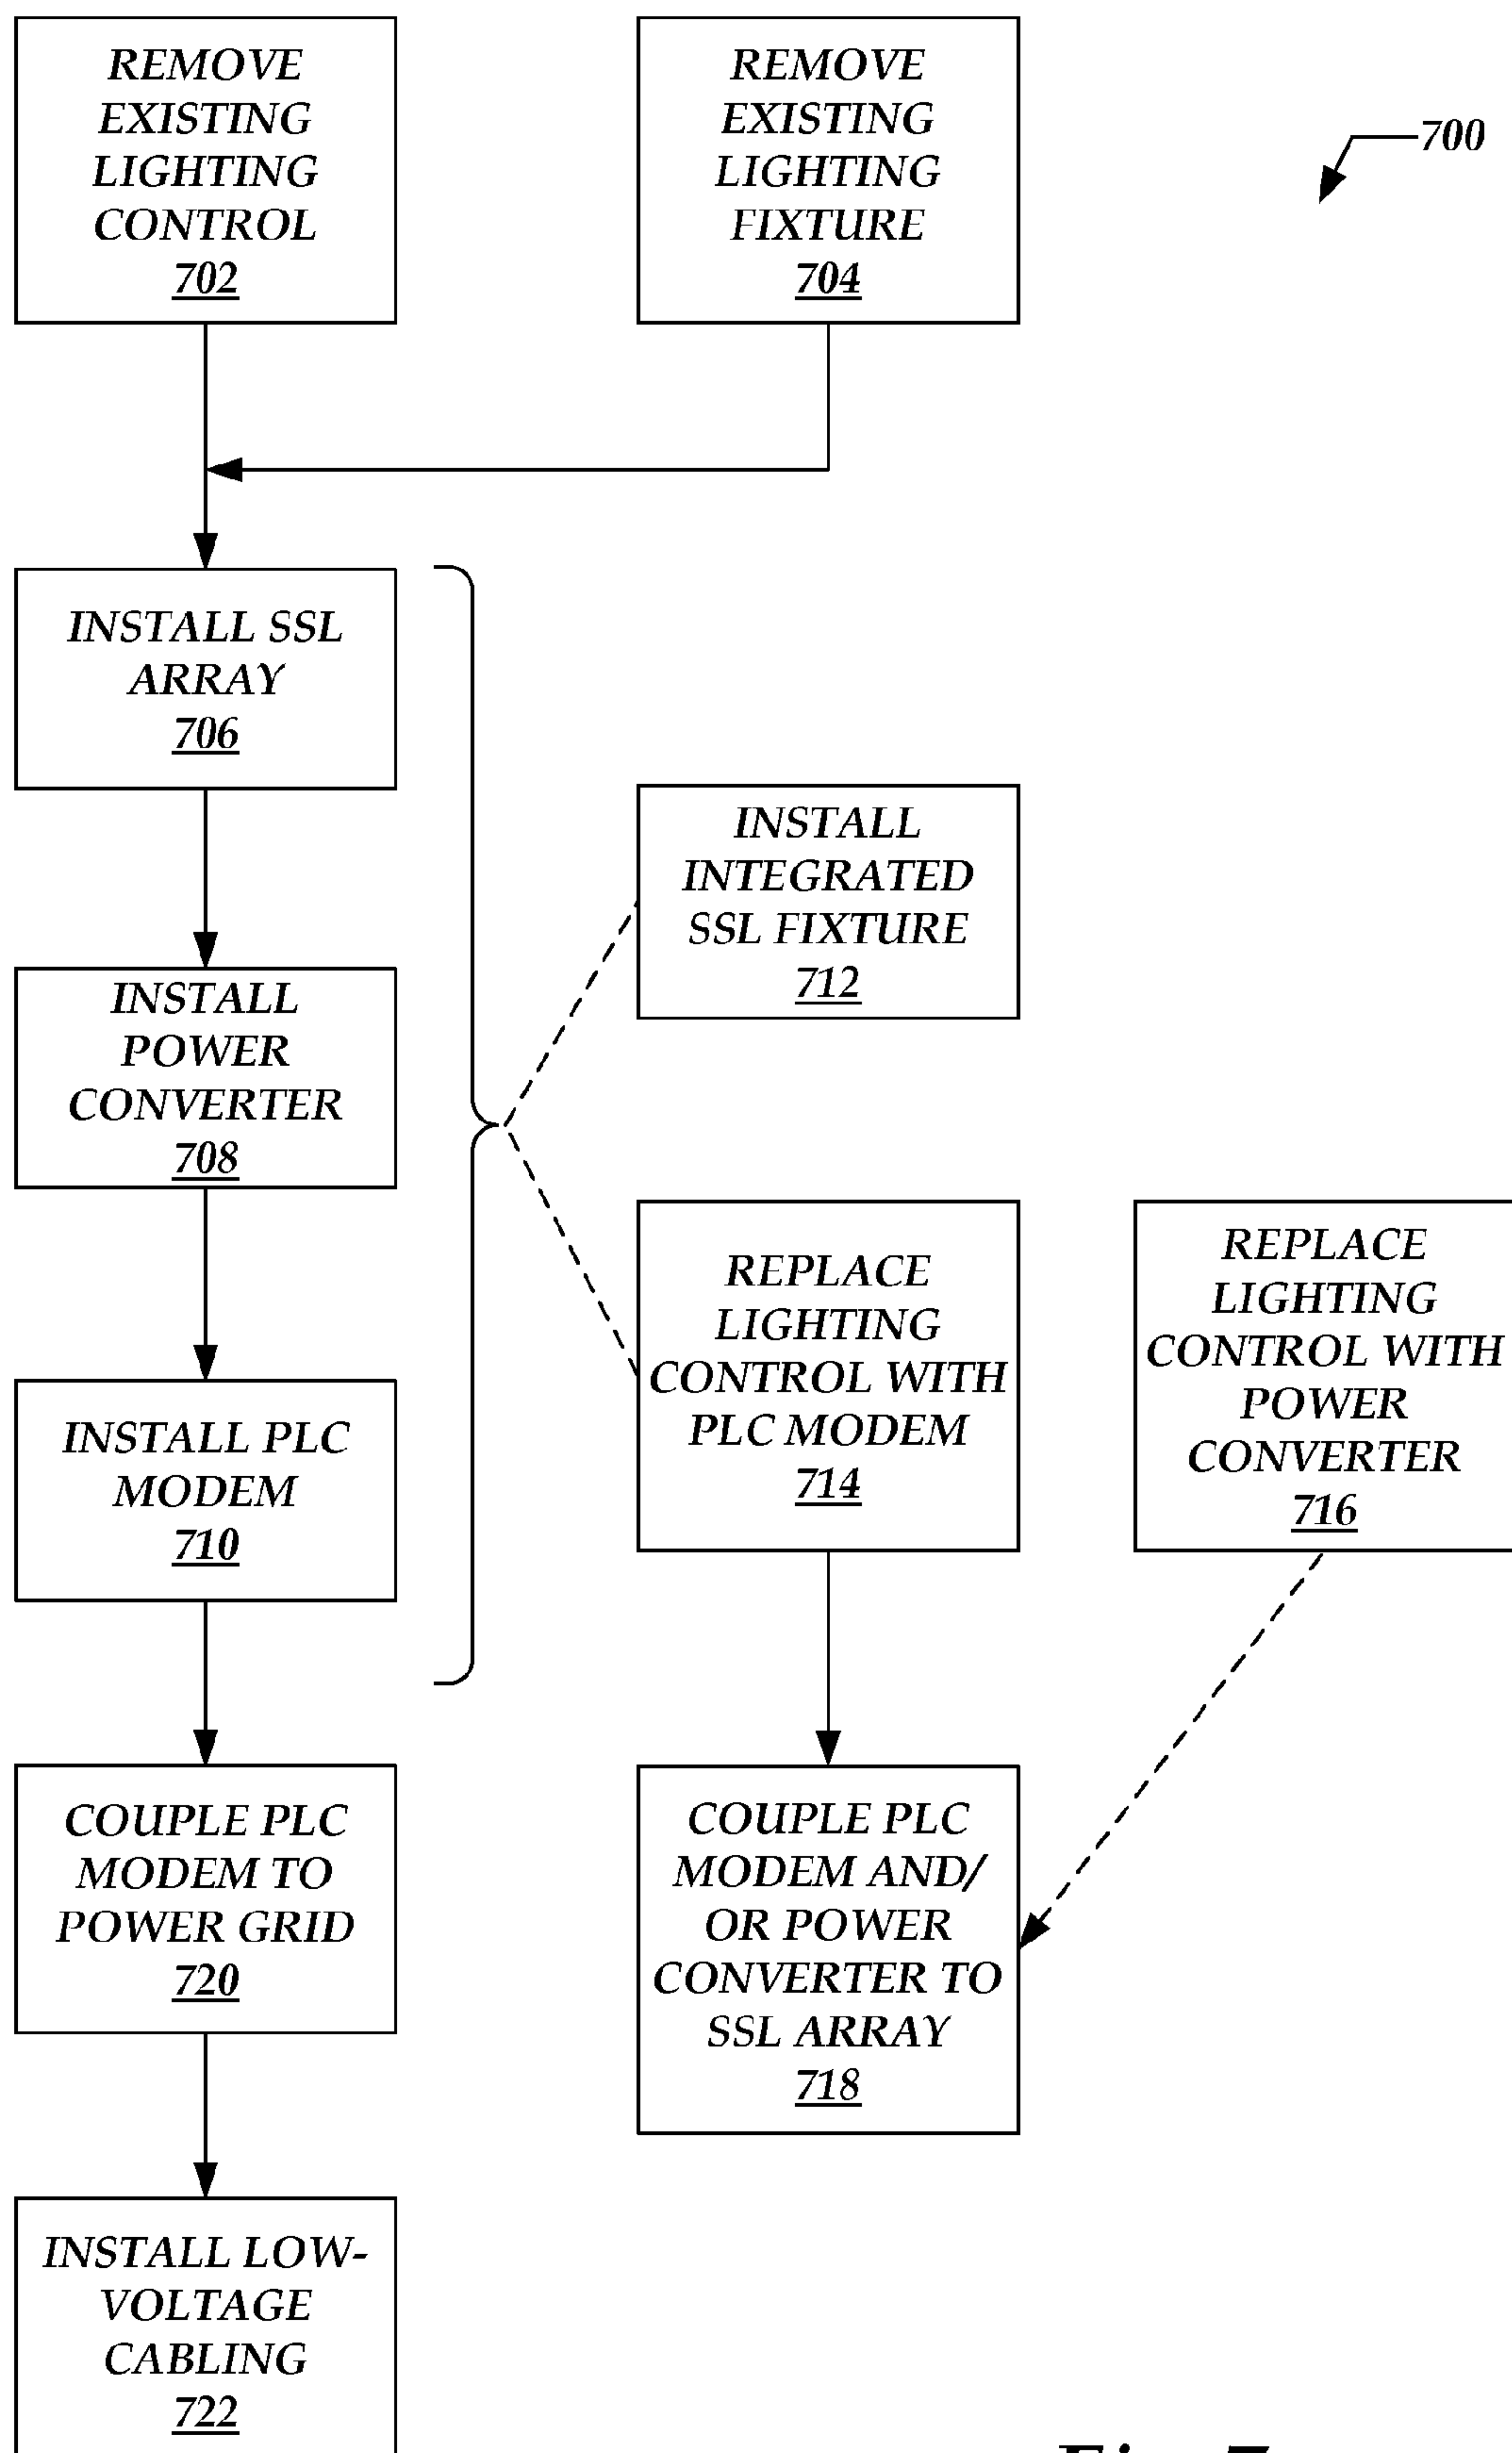 REMOVE
EXISTING
LIGHTING
CONTROL
702
REMOVE
EXISTING
LIGHTING
FIXTURE
704
700
INSTALL SSL
ARRAY
706
INSTALL
POWER
CONVERTER
708
INSTALL PLC
MODEM
710
INSTALL
INTEGRATED
SSL FIXTURE
712
REPLACE
LIGHTING
CONTROL WITH
PLC MODEM
714
REPLACE
LIGHTING
CONTROL WITH
POWER
CONVERTER
716
COUPLE PLC
MODEM TO
POWER GRID
720
COUPLE PLC
MODEM AND/
OR POWER
CONVERTER TO
SSL ARRAY
718
INSTALL LOW-
VOLTAGE
CABLING
722